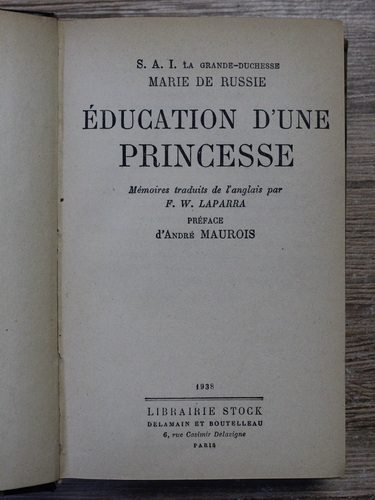 S. A. I. LA GRANDE-DUCHESSE
MARIE DE RUSSIE
ÉDUCATION D'UNE
PRINCESSE
Mémoires traduits de l'anglais par
F. W. LAPARRA
PRÉFACE
d'ANDRÉ MAUROIS
1938
LIBRAIRIE STOCK
DELAMAIN ET BOUTELLEAU
6, rue Casimir Delavigne
PARIS